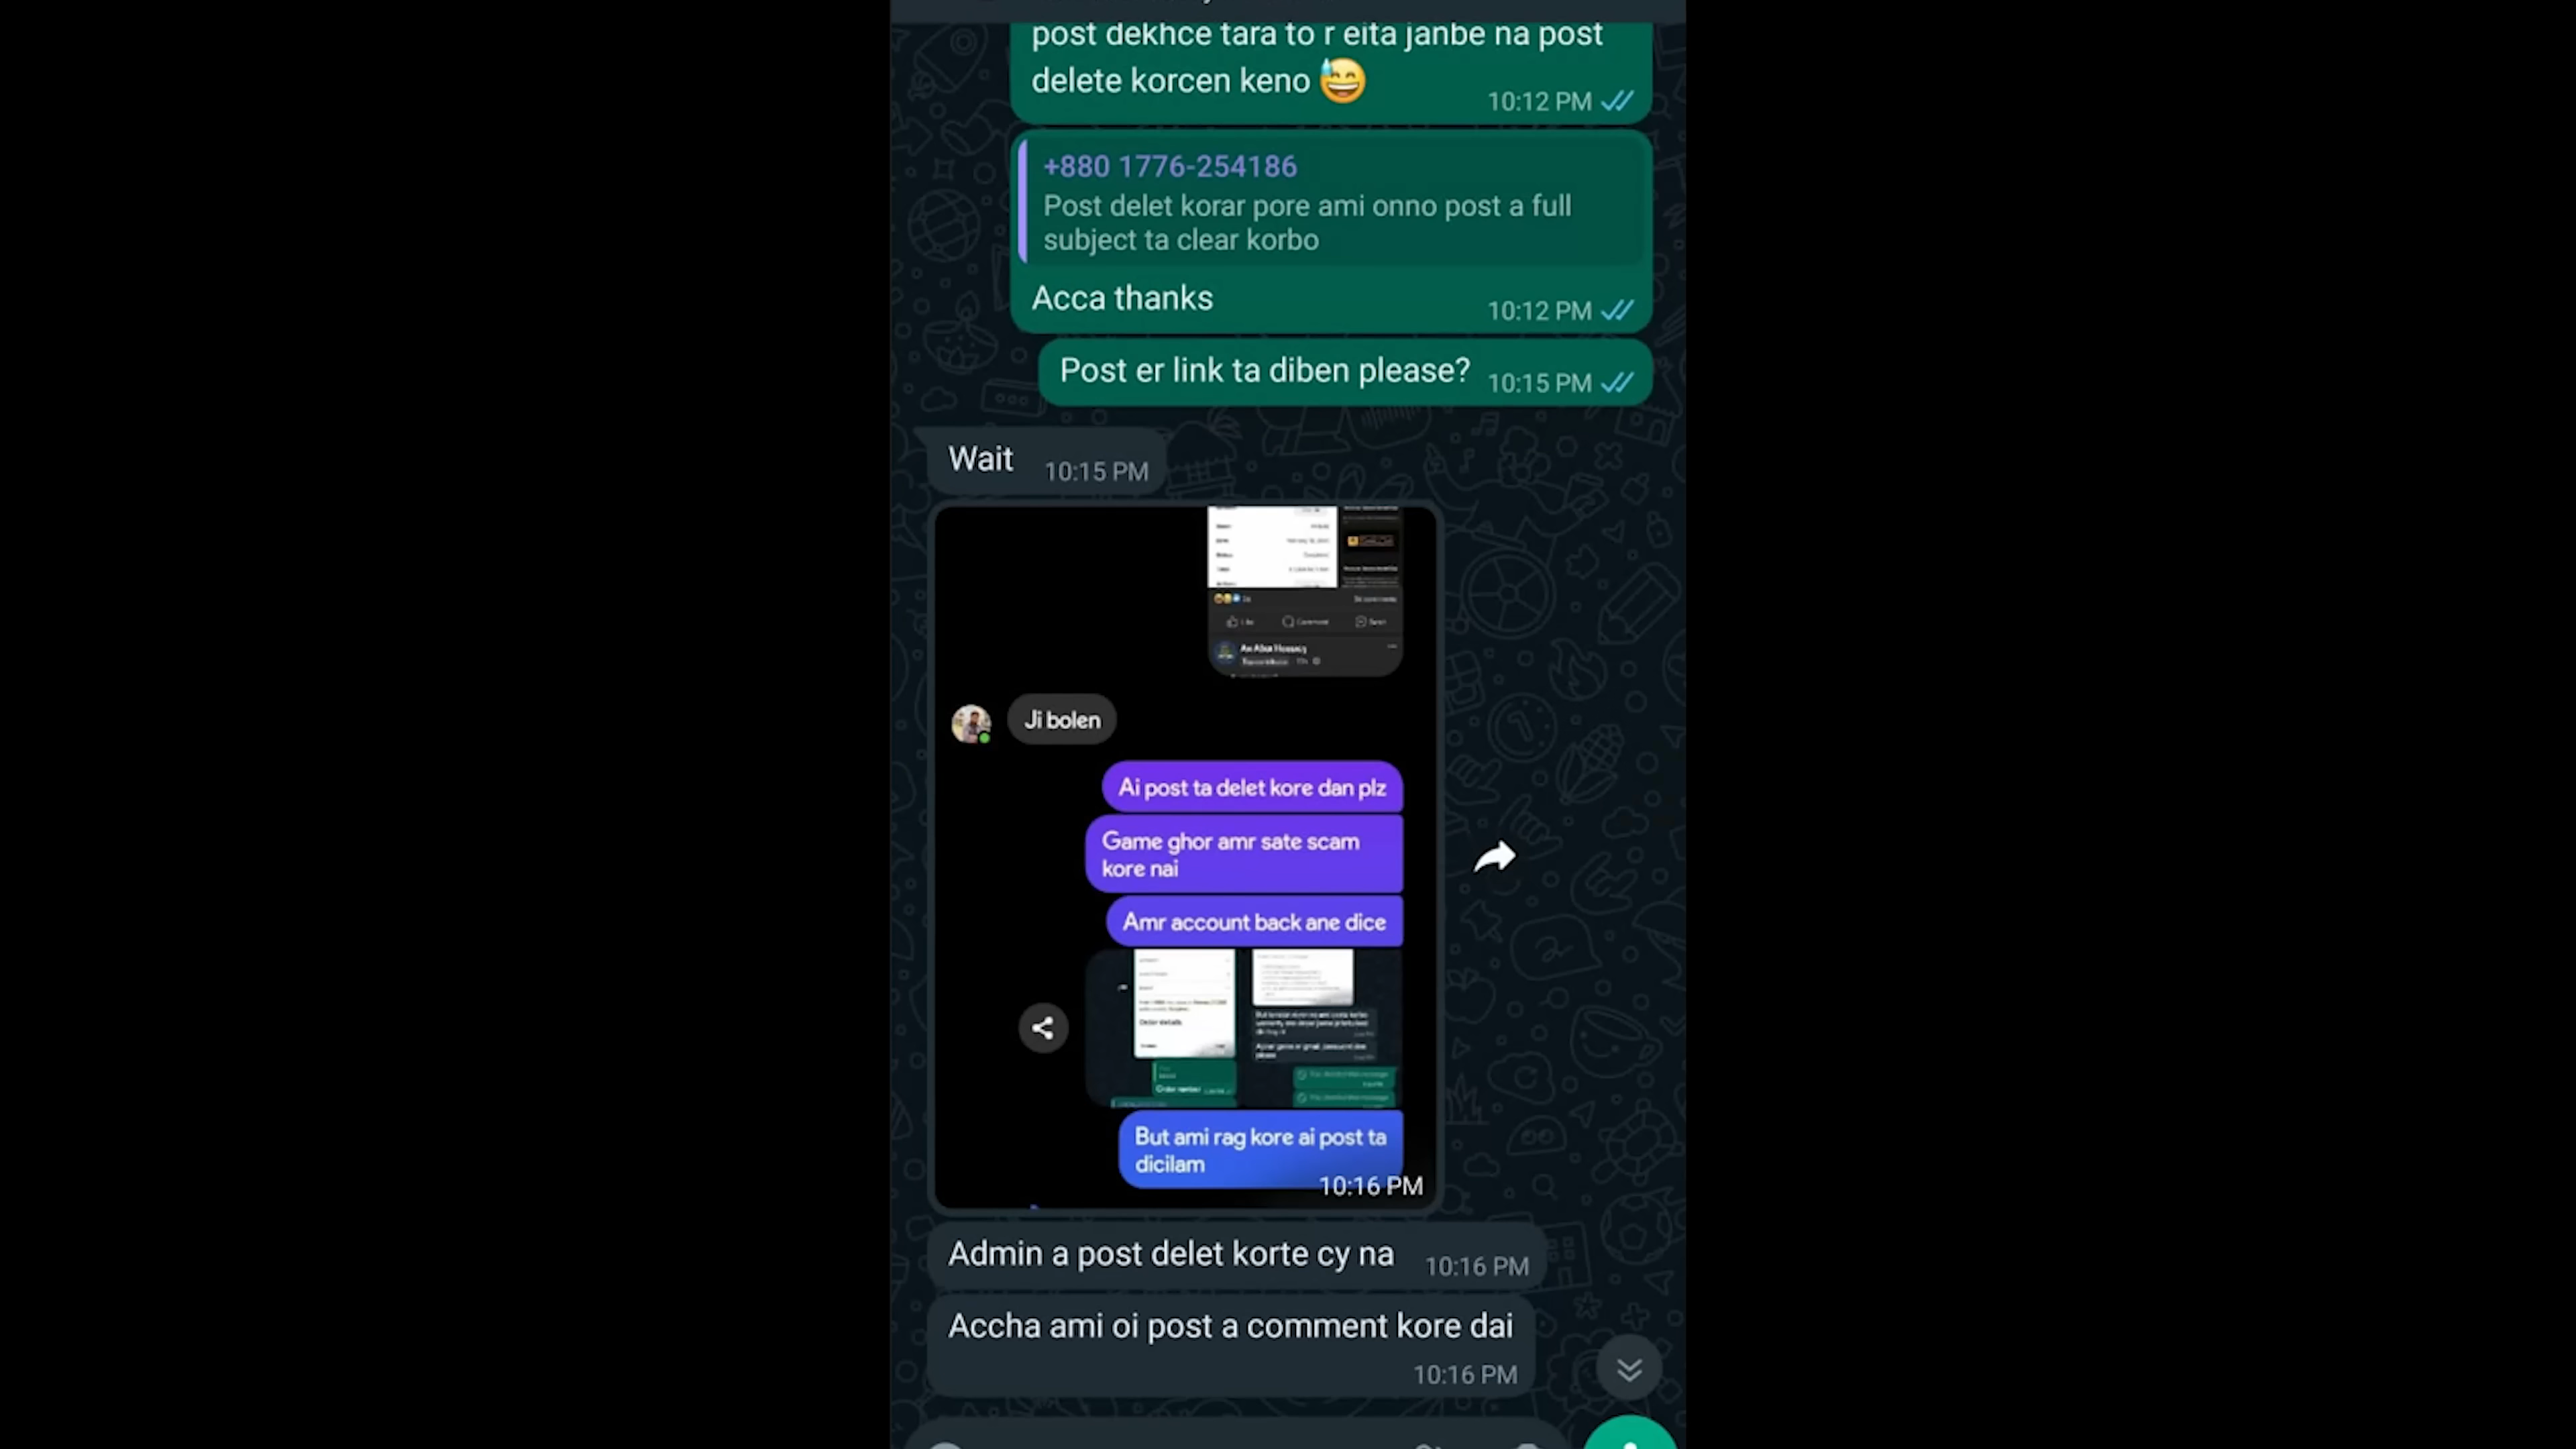 post dekhce tara to r eita janbe na post
delete korcen keno 😅
10:12 PM
+880 1776-254186
Post delet korar pore ami onno post a full
subject ta clear korbo
Acca thanks
10:12 PM
Post er link ta diben please?
10:15 PM
Wait
10:15 PM
Ji bolen
Ai post ta delet kore dan plz
Game ghor amr sate scam
kore nai
Amr account back ane dice
Order details
But ami rag kore ai post ta
dicilam
10:16 PM
Admin a post delet korte cy na
10:16 PM
Accha ami oi post a comment kore dai
10:16 PM